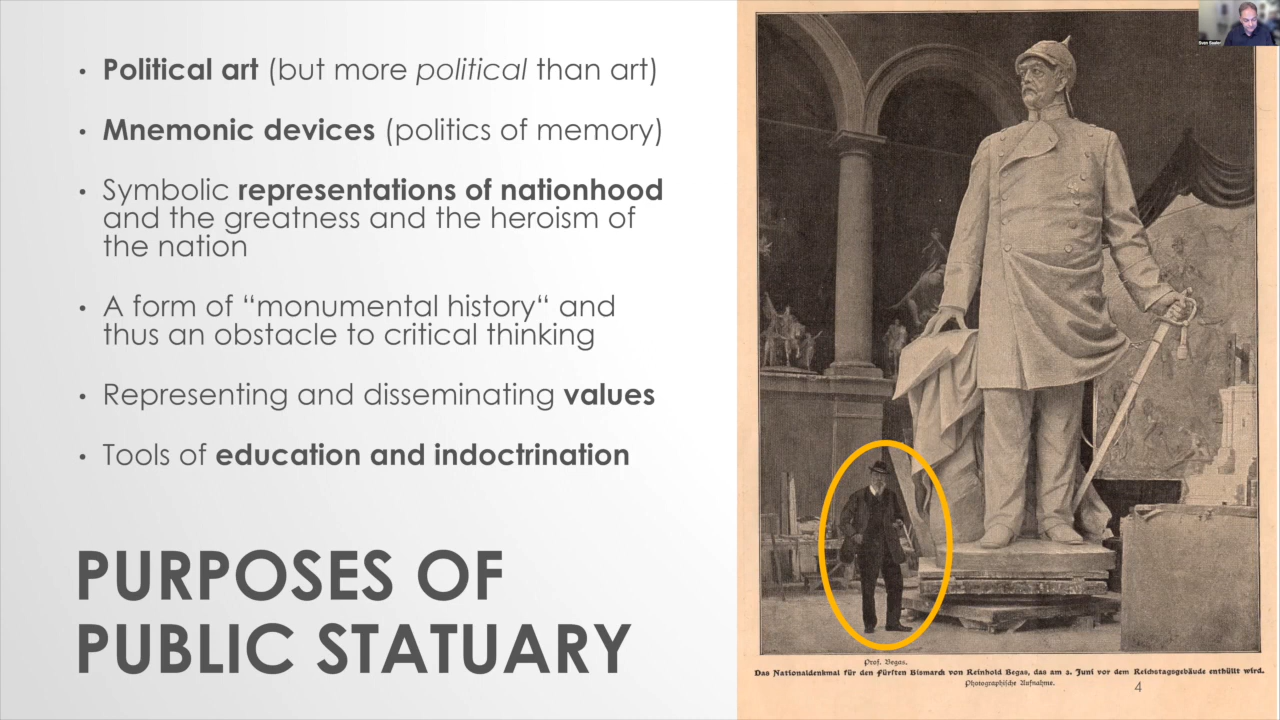 • Political art (but more political than art)
• Mnemonic devices (politics of memory)
• Symbolic representations of nationhood
and the greatness and the heroism of
the nation
• A form of “monumental history“ and
thus an obstacle to critical thinking
• Representing and disseminating values
• Tools of education and indoctrination
PURPOSES OF
PUBLIC STATUARY
Prof. Begas.
Das Nationaldenkmal für den Fürsten Bismarck von Reinhold Begas, das am 2. Juni vor dem Reichstagsgebäude enthüllt wird.
Photographische Aufnahme.
4
Sven Saaler